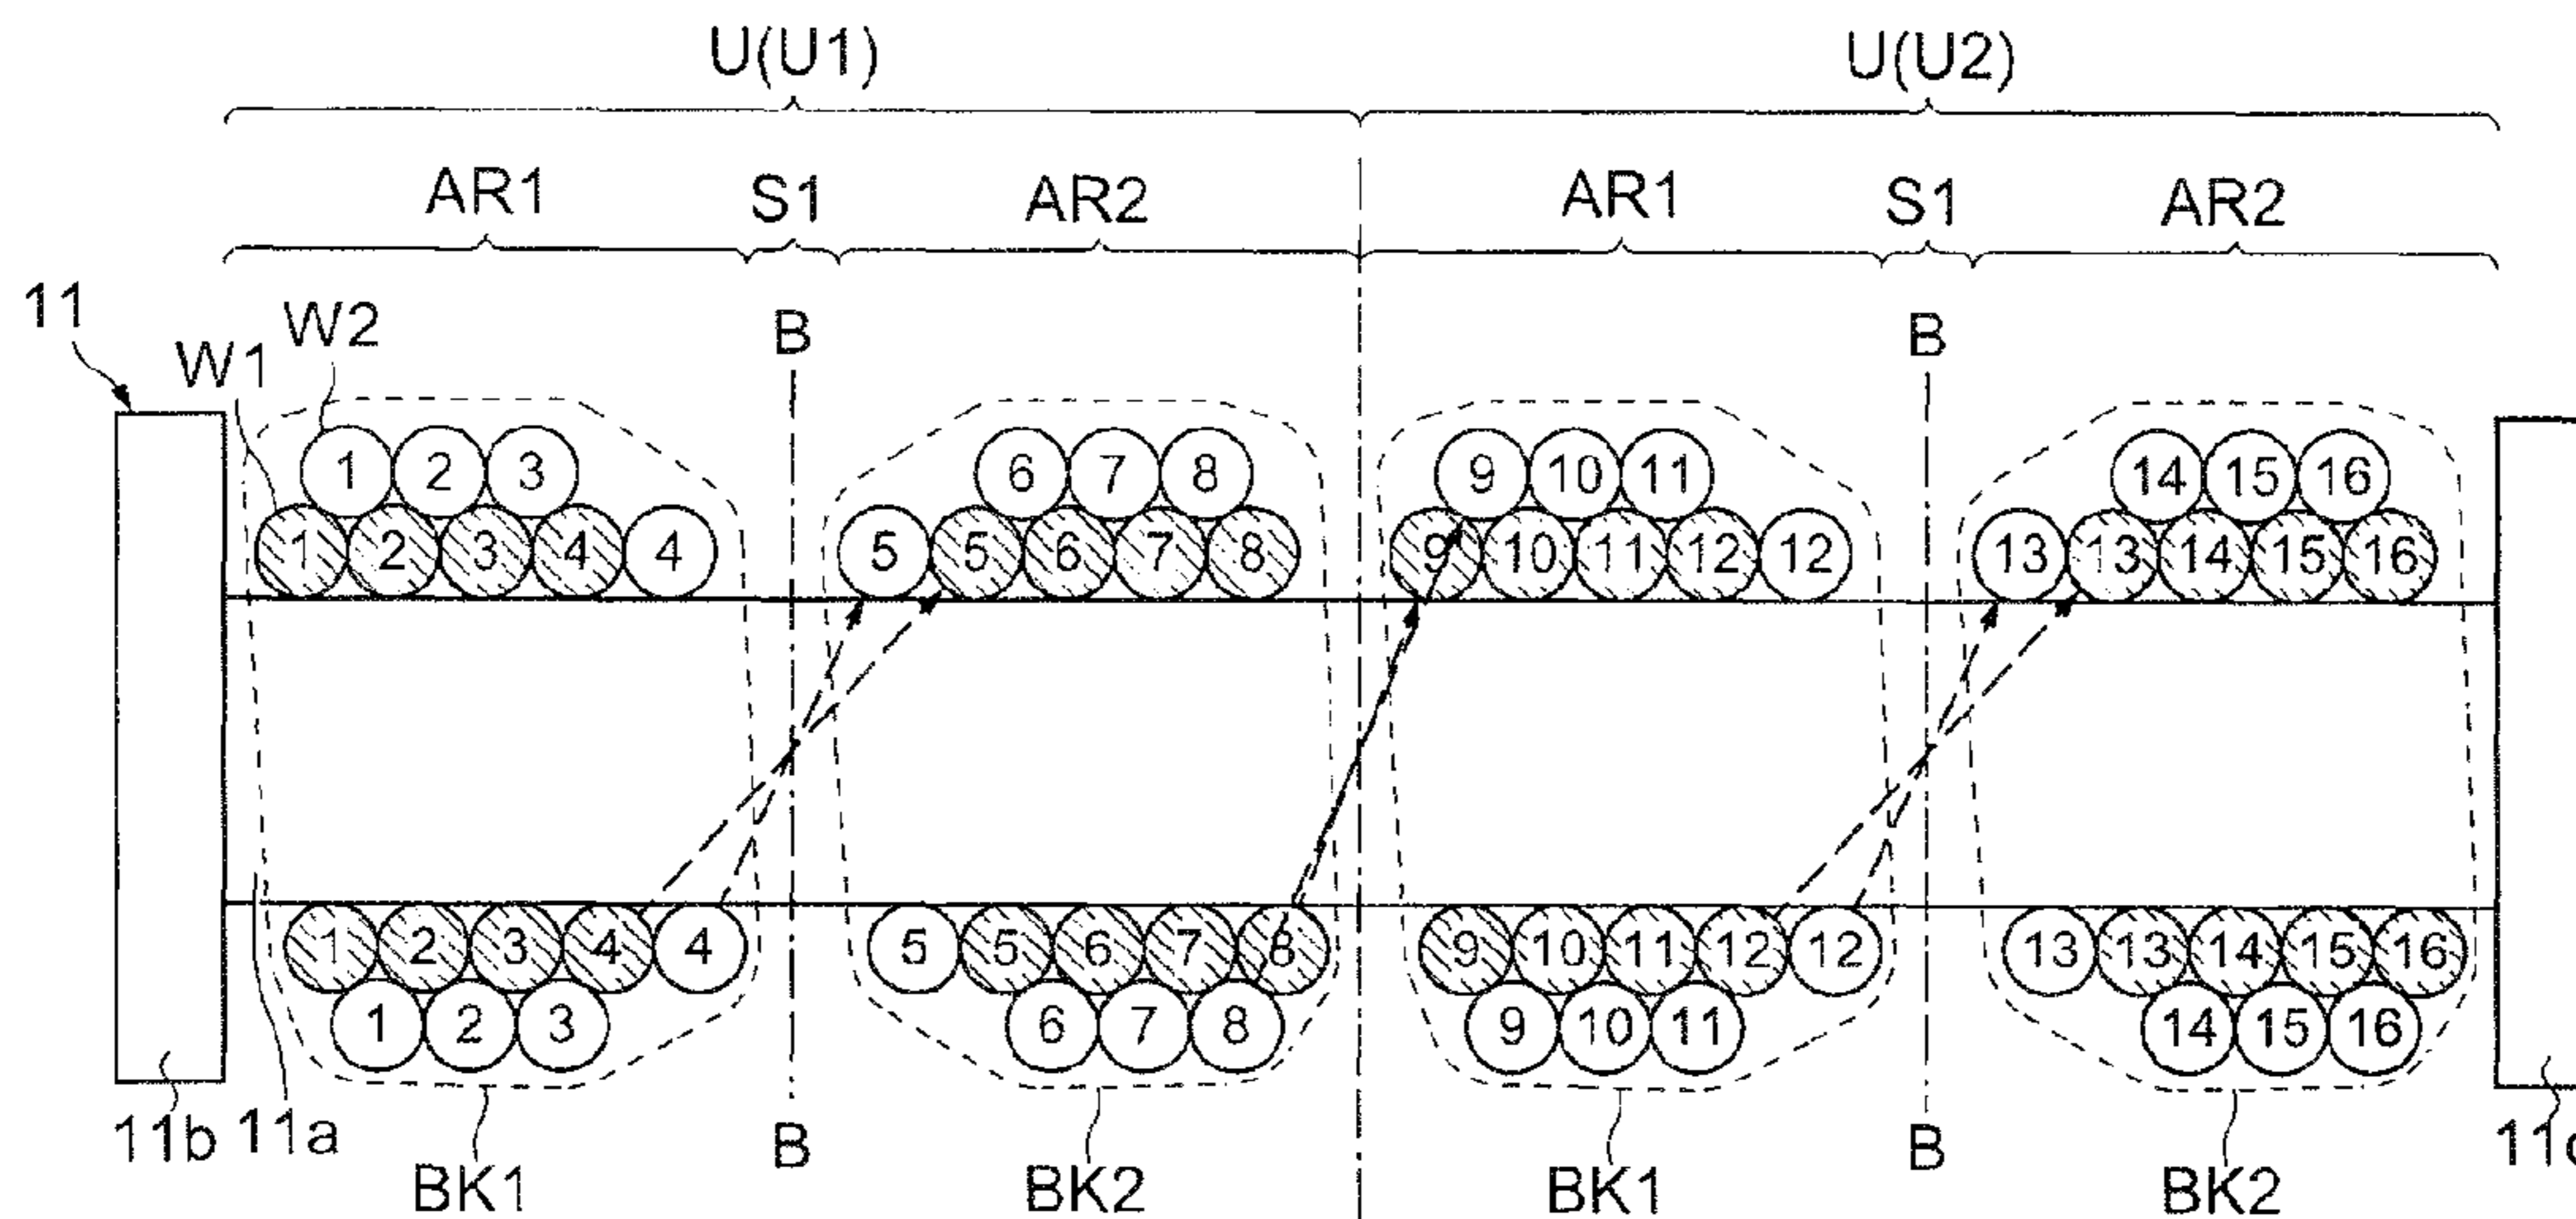 U(U1) U(U2)
AR1 S1 AR2 AR1 S1 AR2
11 W1 W2 B B
1 2 3 6 7 8 9 10 11 14 15 16
1 2 3 4 4 5 5 6 7 8 9 10 11 12 12 13 13 14 15 16
1 2 3 4 4 5 5 6 7 8 9 10 11 12 12 13 13 14 15 16
1 2 3 6 7 8 9 10 11 14 15 16
11b 11a B B
BK1 BK2 BK1 BK2